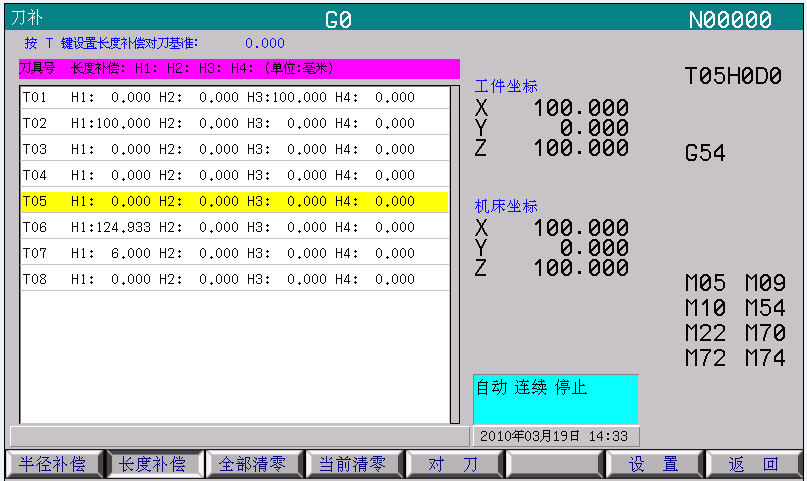 刀补 G0 N00000
按 T 键设置长度补偿对刀基准: 0.000
刀具号 长度补偿: H1: H2: H3: H4: (单位:毫米)
T01 H1: 0.000 H2: 0.000 H3:100.000 H4: 0.000
T02 H1:100.000 H2: 0.000 H3: 0.000 H4: 0.000
T03 H1: 0.000 H2: 0.000 H3: 0.000 H4: 0.000
T04 H1: 0.000 H2: 0.000 H3: 0.000 H4: 0.000
T05 H1: 0.000 H2: 0.000 H3: 0.000 H4: 0.000
T06 H1:124.933 H2: 0.000 H3: 0.000 H4: 0.000
T07 H1: 6.000 H2: 0.000 H3: 0.000 H4: 0.000
T08 H1: 0.000 H2: 0.000 H3: 0.000 H4: 0.000
工件坐标
X 100.000
Y 0.000
Z 100.000
机床坐标
X 100.000
Y 0.000
Z 100.000
T05H0D0
G54
M05 M09
M10 M54
M22 M70
M72 M74
自动 连续 停止
2010年03月19日 14:33
半径补偿 长度补偿 全部清零 当前清零 对 刀 设 置 返 回